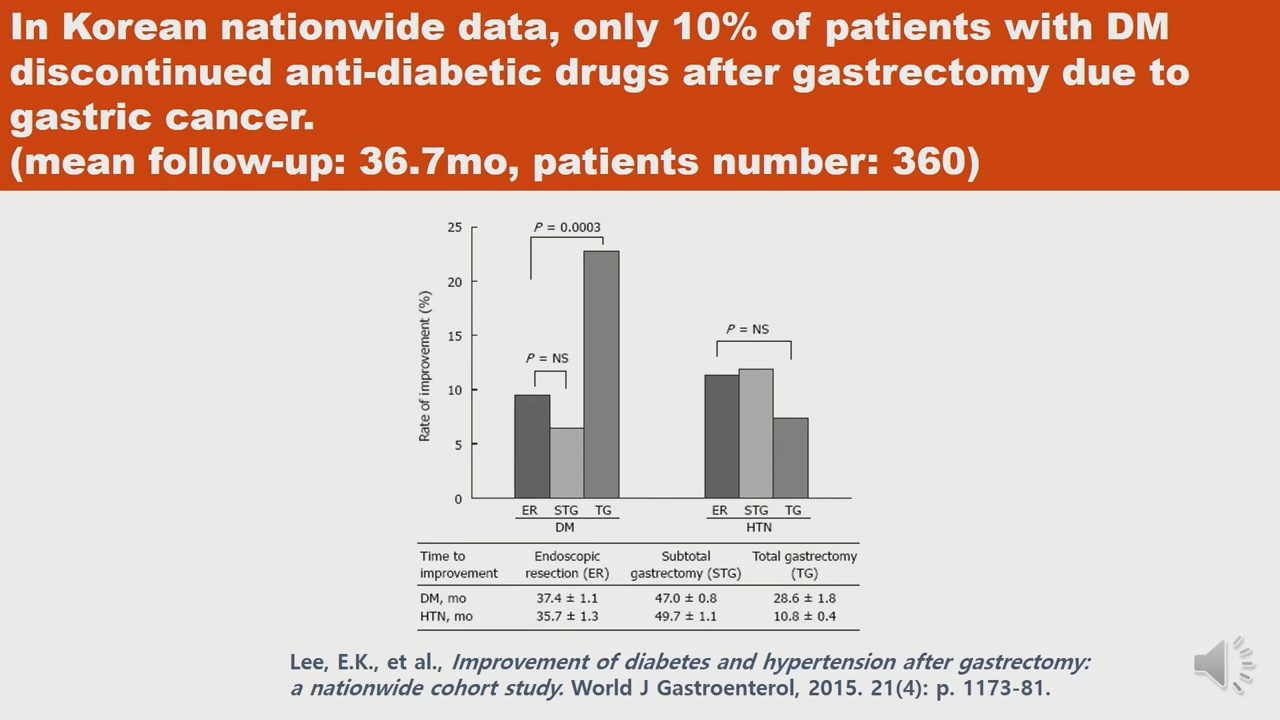 In Korean nationwide data, only 10% of patients with DM
discontinued anti-diabetic drugs after gastrectomy due to
gastric cancer.
(mean follow-up: 36.7mo, patients number: 360)
25
20
15
10
5
0
Rate of improvement (%)
P = 0.0003
P = NS
P = NS
ER STG TG
DM
ER STG TG
HTN
Time to improvement
Endoscopic resection (ER)
Subtotal gastrectomy (STG)
Total gastrectomy (TG)
DM, mo 37.4 ± 1.1 47.0 ± 0.8 28.6 ± 1.8
HTN, mo 35.7 ± 1.3 49.7 ± 1.1 10.8 ± 0.4
Lee, E.K., et al., Improvement of diabetes and hypertension after gastrectomy:
a nationwide cohort study. World J Gastroenterol, 2015. 21(4): p. 1173-81.